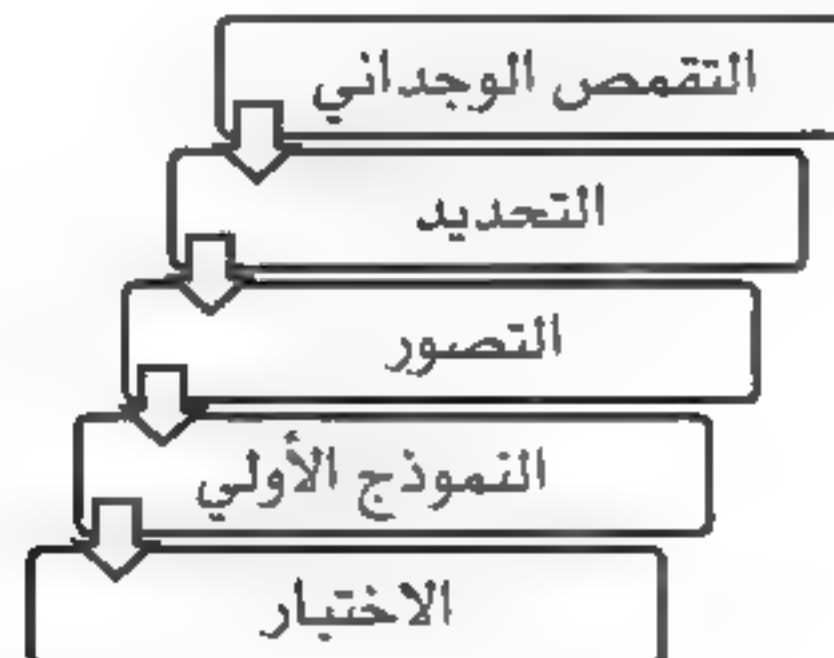 التقمص الوجداني
التحديد
التصور
النموذج الأولي
الاختبار